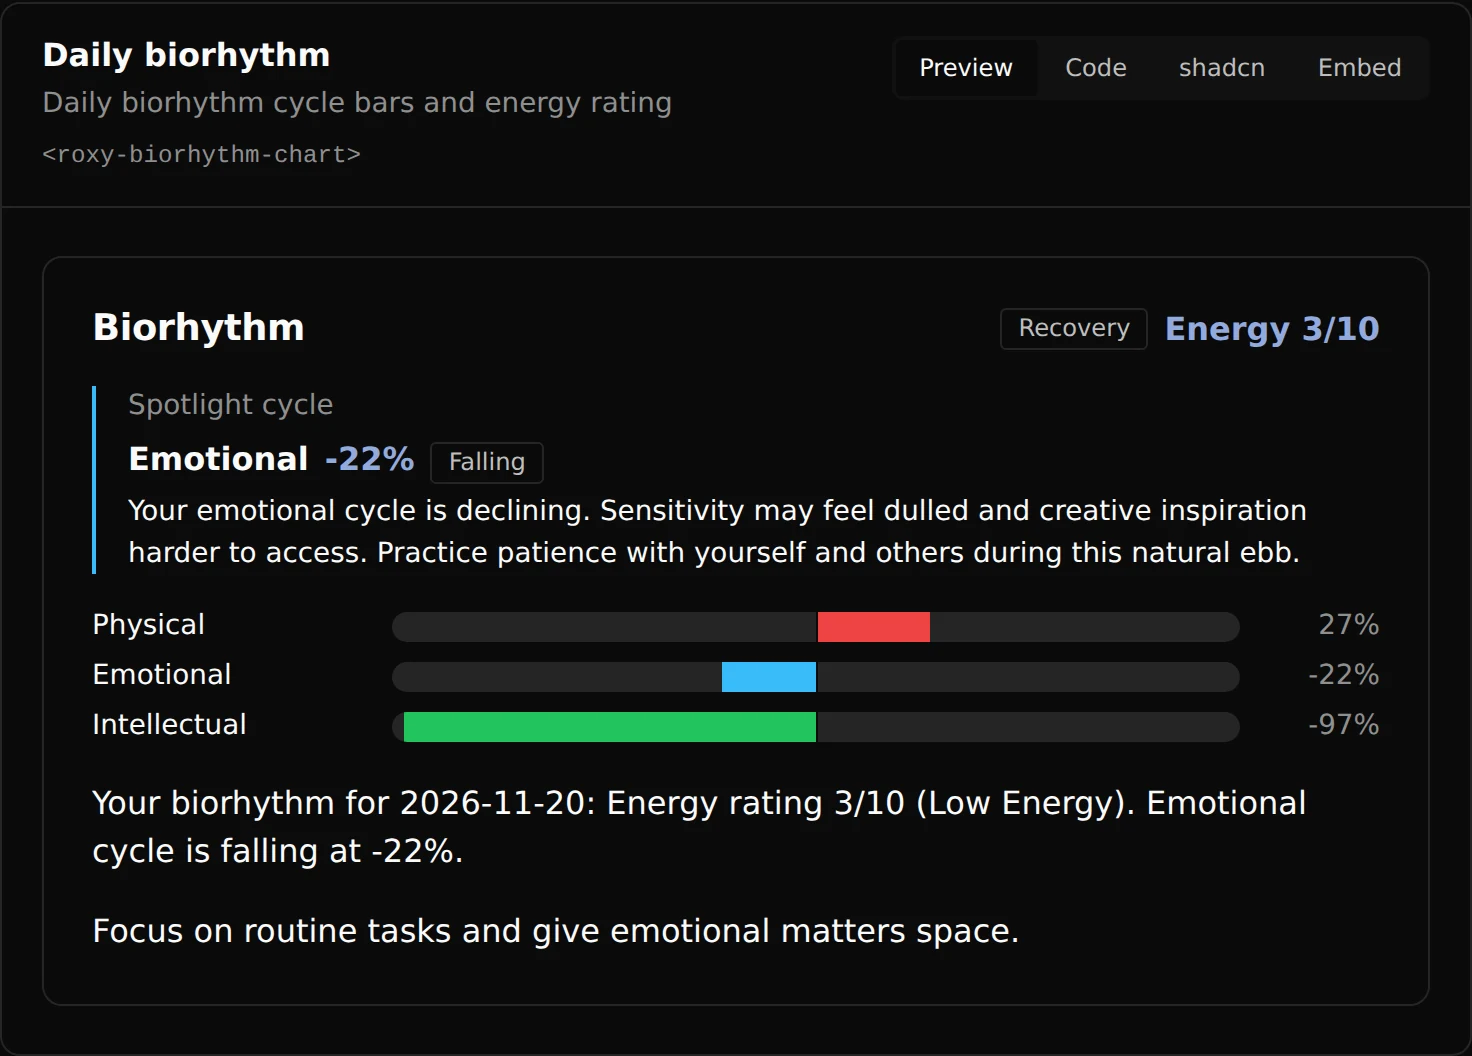 Daily biorhythm
Daily biorhythm cycle bars and energy rating
<roxy-biorhythm-chart>
Preview Code shadcn Embed
Biorhythm
Recovery Energy 3/10
Spotlight cycle
Emotional -22% Falling
Your emotional cycle is declining. Sensitivity may feel dulled and creative inspiration
harder to access. Practice patience with yourself and others during this natural ebb.
Physical 27%
Emotional -22%
Intellectual -97%
Your biorhythm for 2026-11-20: Energy rating 3/10 (Low Energy). Emotional
cycle is falling at -22%.
Focus on routine tasks and give emotional matters space.